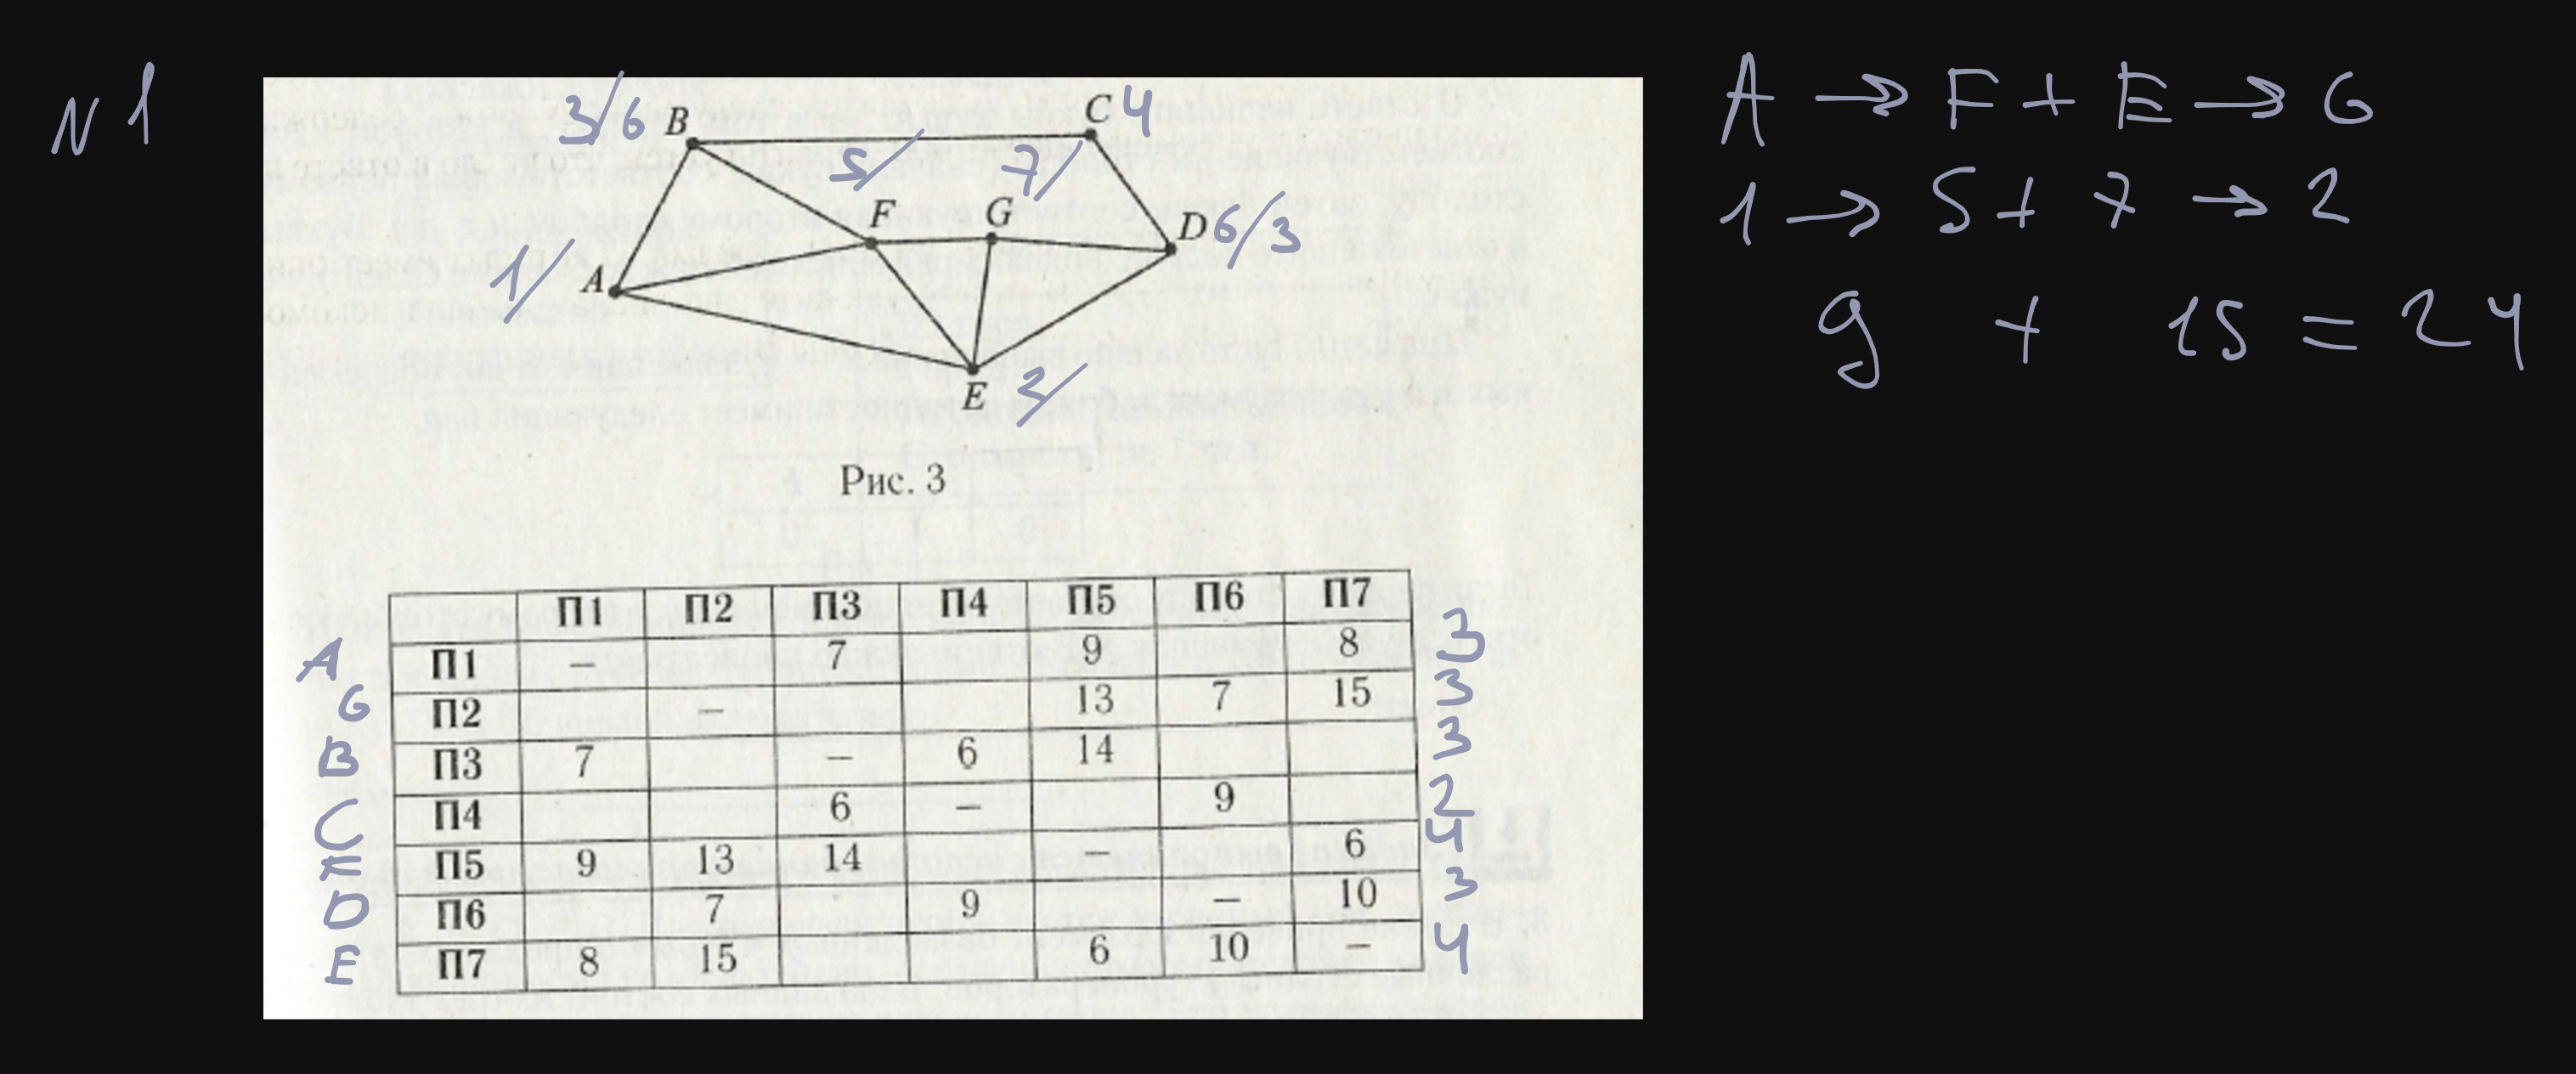 N 1
A → F + E → G
1 → 5 + 7 → 2
9 + 15 = 24
3/6 B C 4
5/ 7/
F G D 6/3
1/ A
E 2/
Рис. 3
П1 П2 П3 П4 П5 П6 П7
A П1 – 7 9 8 3
G П2 – 13 7 15 3
B П3 7 – 6 14 3
C П4 6 – 9 2
F П5 9 13 14 – 6 4
D П6 7 9 – 10 3
E П7 8 15 6 10 – 4